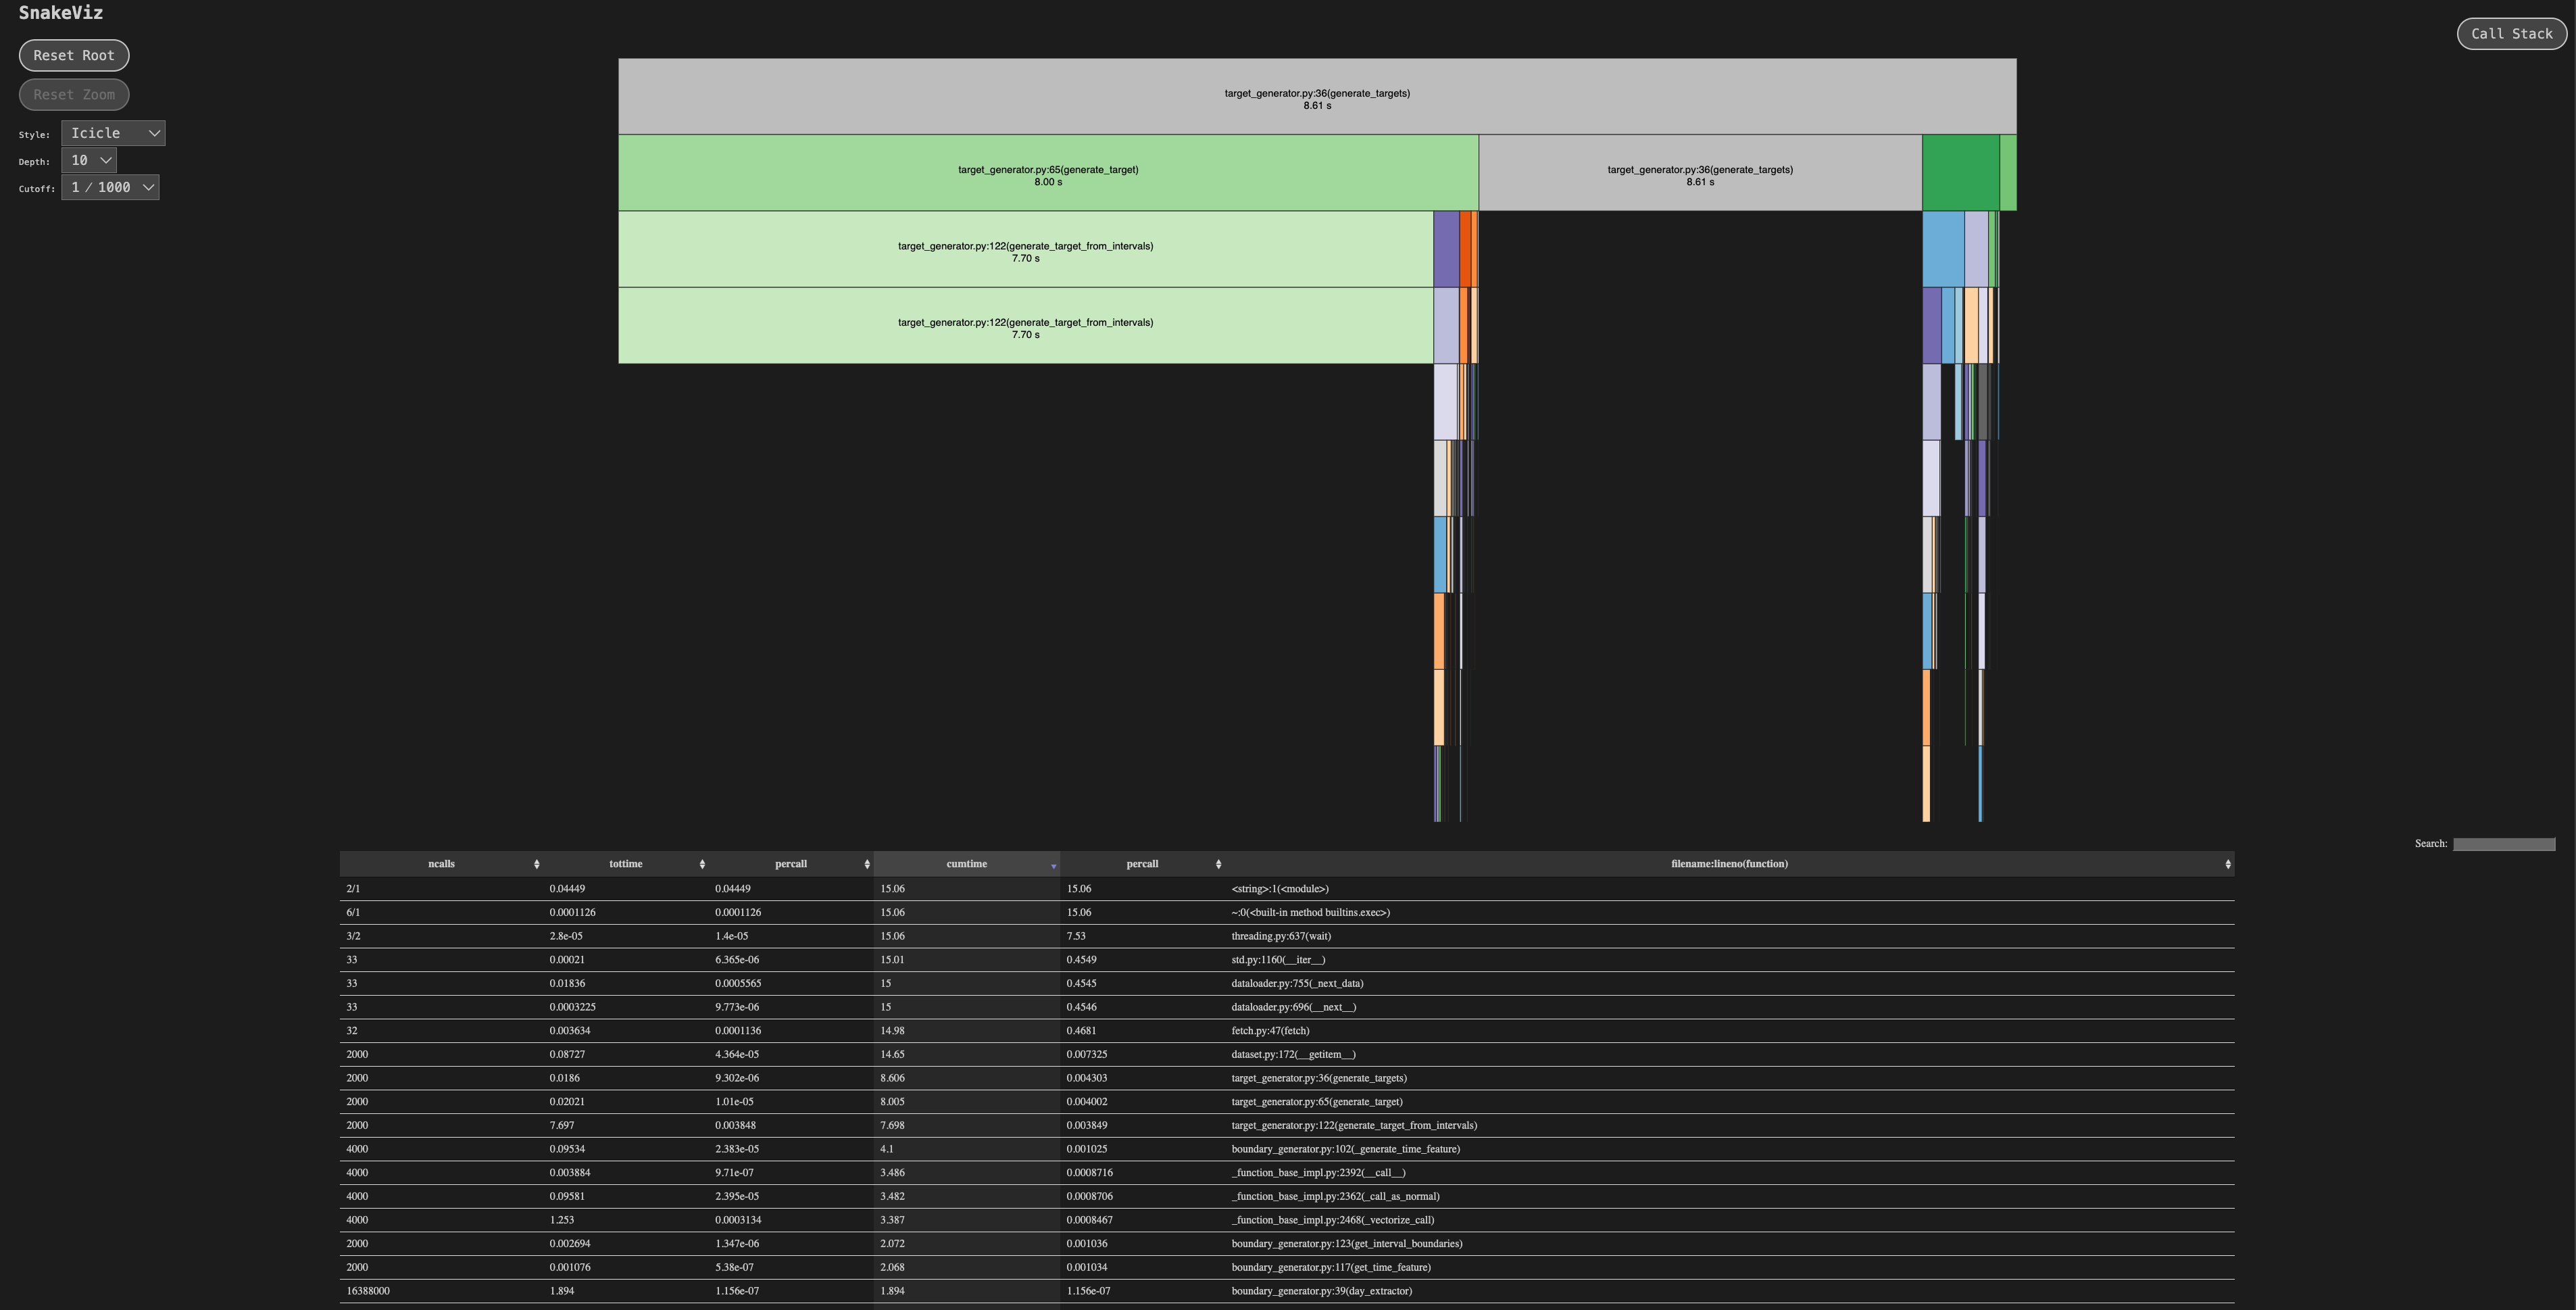 SnakeViz
Reset Root
Call Stack
Reset Zoom
Style: Icicle
Depth: 10
Cutoff: 1 / 1000
target_generator.py:36(generate_targets)
8.61 s
target_generator.py:65(generate_target)
8.00 s
target_generator.py:36(generate_targets)
8.61 s
target_generator.py:122(generate_target_from_intervals)
7.70 s
target_generator.py:122(generate_target_from_intervals)
7.70 s
Search:
ncalls tottime percall cumtime percall filename:lineno(function)
2/1 0.04449 0.04449 15.06 15.06 <string>:1(<module>)
6/1 0.0001126 0.0001126 15.06 15.06 ~:0(<built-in method builtins.exec>)
3/2 2.8e-05 1.4e-05 15.06 7.53 threading.py:637(wait)
33 0.00021 6.365e-06 15.01 0.4549 std.py:1160(__iter__)
33 0.01836 0.0005565 15 0.4545 dataloader.py:755(_next_data)
33 0.0003225 9.773e-06 15 0.4546 dataloader.py:696(__next__)
32 0.003634 0.0001136 14.98 0.4681 fetch.py:47(fetch)
2000 0.08727 4.364e-05 14.65 0.007325 dataset.py:172(__getitem__)
2000 0.0186 9.302e-06 8.606 0.004303 target_generator.py:36(generate_targets)
2000 0.02021 1.01e-05 8.005 0.004002 target_generator.py:65(generate_target)
2000 7.697 0.003848 7.698 0.003849 target_generator.py:122(generate_target_from_intervals)
4000 0.09534 2.383e-05 4.1 0.001025 boundary_generator.py:102(_generate_time_feature)
4000 0.003884 9.71e-07 3.486 0.0008716 _function_base_impl.py:2392(__call__)
4000 0.09581 2.395e-05 3.482 0.0008706 _function_base_impl.py:2362(_call_as_normal)
4000 1.253 0.0003134 3.387 0.0008467 _function_base_impl.py:2468(_vectorize_call)
2000 0.002694 1.347e-06 2.072 0.001036 boundary_generator.py:123(get_interval_boundaries)
2000 0.001076 5.38e-07 2.068 0.001034 boundary_generator.py:117(get_time_feature)
16388000 1.894 1.156e-07 1.894 1.156e-07 boundary_generator.py:39(day_extractor)